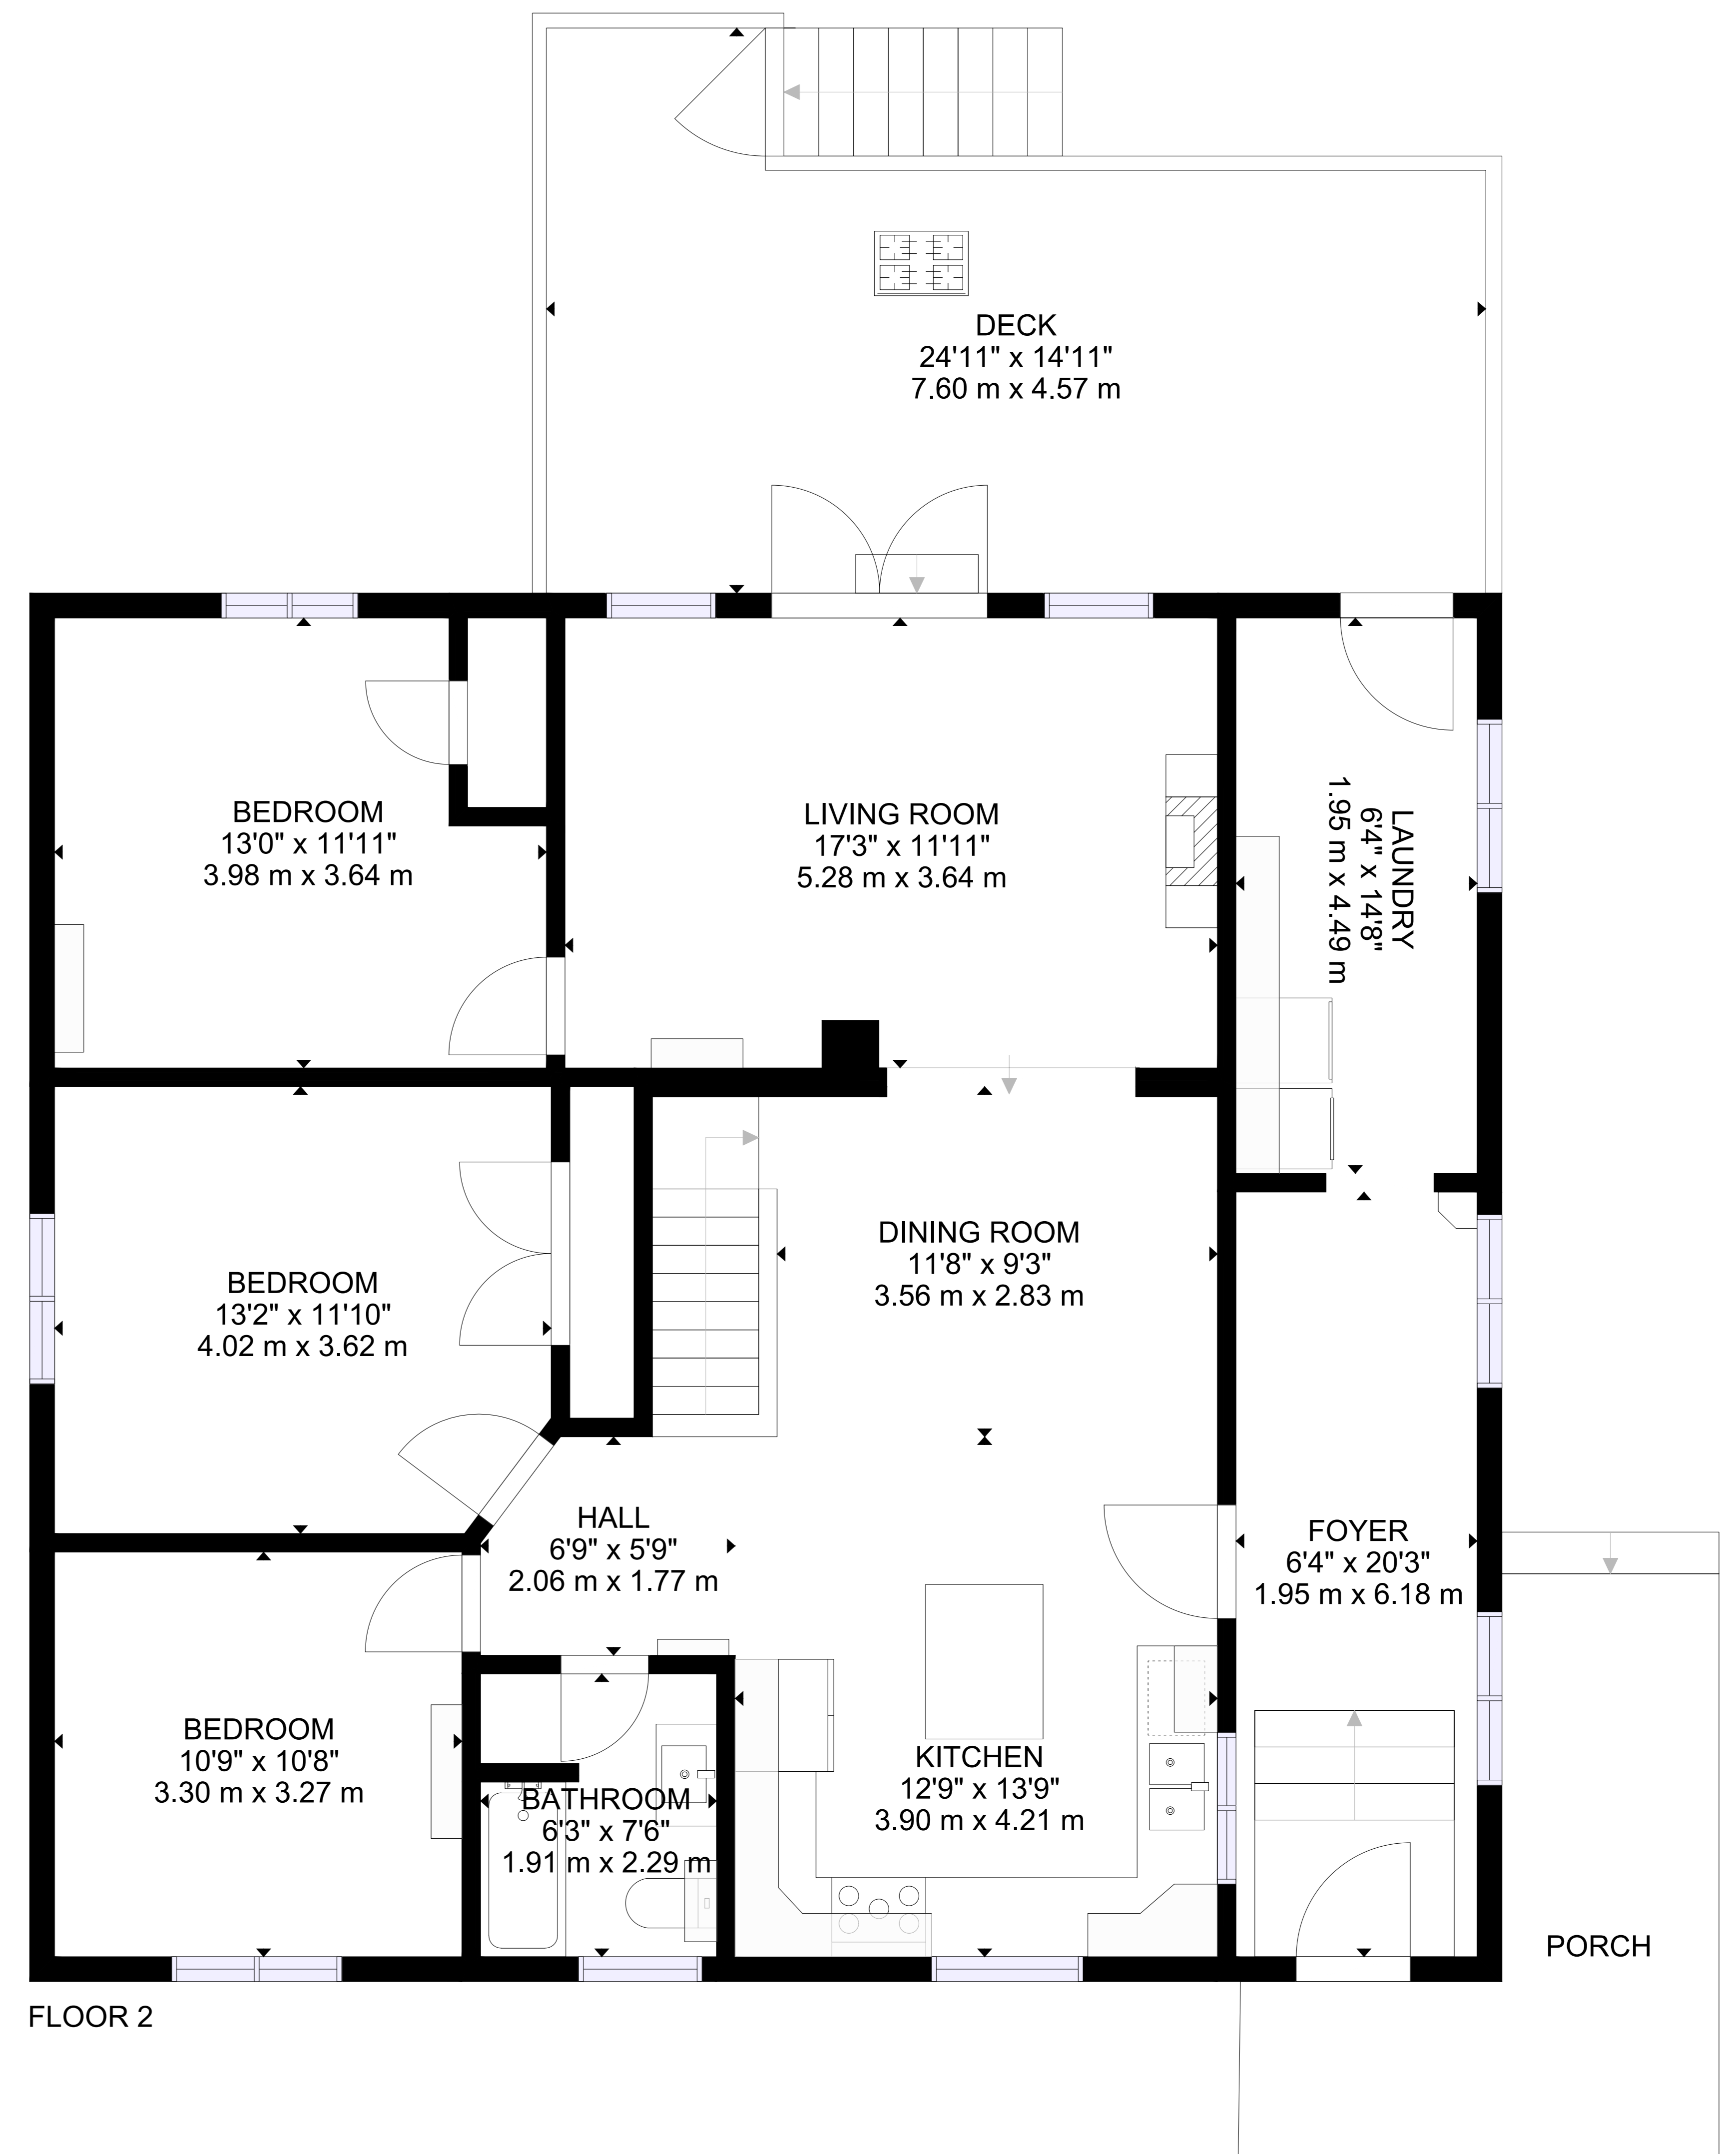 DECK
24'11" x 14'11"
7.60 m x 4.57 m
BEDROOM
13'0" x 11'11"
3.98 m x 3.64 m
LIVING ROOM
17'3" x 11'11"
5.28 m x 3.64 m
LAUNDRY
6'4" x 14'8"
1.95 m x 4.49 m
BEDROOM
13'2" x 11'10"
4.02 m x 3.62 m
DINING ROOM
11'8" x 9'3"
3.56 m x 2.83 m
HALL
6'9" x 5'9"
2.06 m x 1.77 m
FOYER
6'4" x 20'3"
1.95 m x 6.18 m
BEDROOM
10'9" x 10'8"
3.30 m x 3.27 m
BATHROOM
6'3" x 7'6"
1.91 m x 2.29 m
KITCHEN
12'9" x 13'9"
3.90 m x 4.21 m
PORCH
FLOOR 2